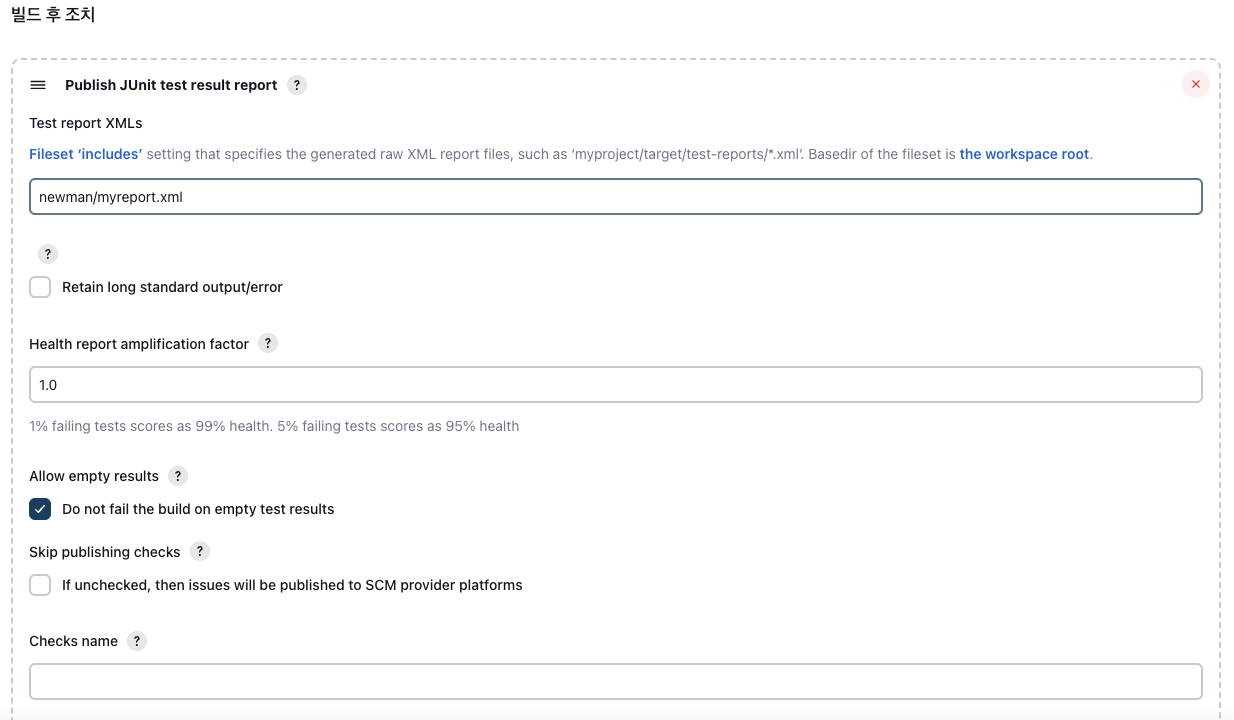 빌드 후 조치
Publish JUnit test result report ?
Test report XMLs
Fileset ‘includes’ setting that specifies the generated raw XML report files, such as ‘myproject/target/test-reports/*.xml’. Basedir of the fileset is the workspace root.
newman/myreport.xml
?
Retain long standard output/error
Health report amplification factor ?
1.0
1% failing tests scores as 99% health. 5% failing tests scores as 95% health
Allow empty results ?
Do not fail the build on empty test results
Skip publishing checks ?
If unchecked, then issues will be published to SCM provider platforms
Checks name ?